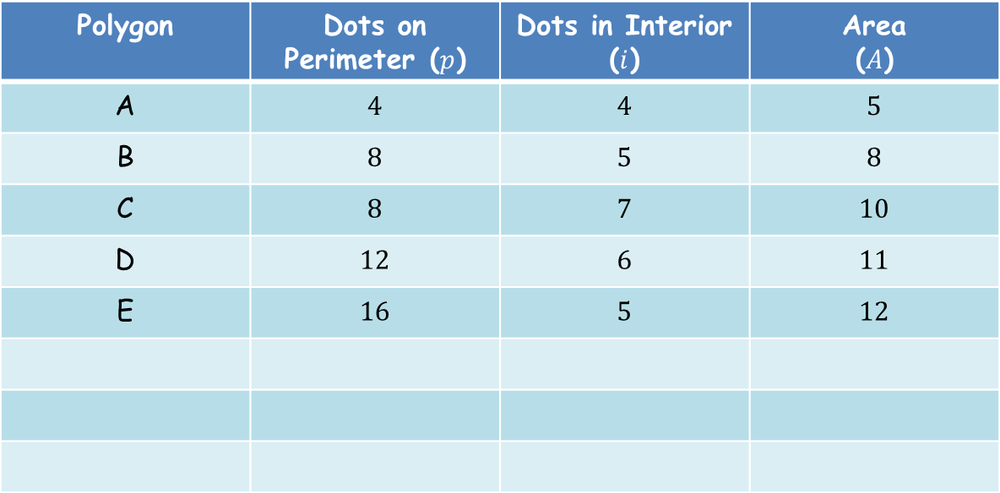 Polygon Dots on Dots in Interior Area
Perimeter (p) (i) (A)
A 4 4 5
B 8 5 8
C 8 7 10
D 12 6 11
E 16 5 12